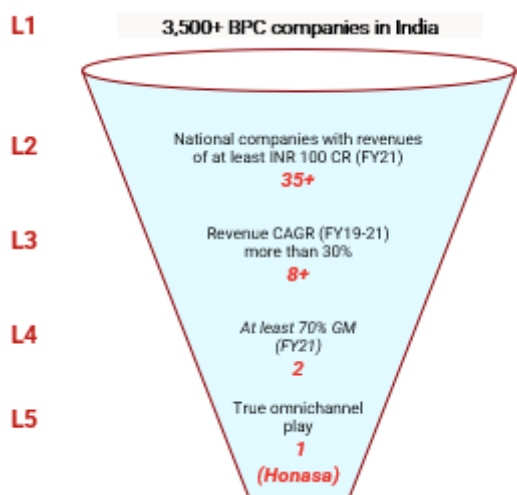 L1
3,500+ BPC companies in India
L2
National companies with revenues
of at least INR 100 CR (FY21)
35+
L3
Revenue CAGR (FY19-21)
more than 30%
8+
L4
At least 70% GM
(FY21)
2
L5
True omnichannel
play
1
(Honasa)